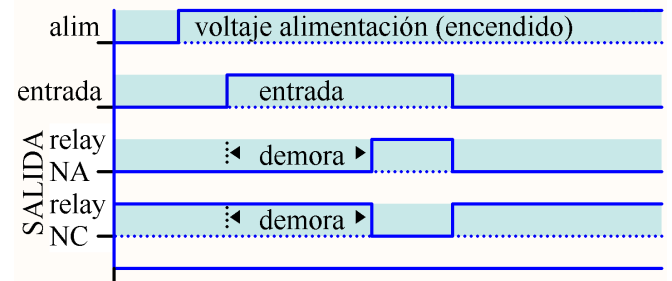 alim voltaje alimentación (encendido)
entrada entrada
SALIDA
relay
NA demora
relay
NC demora